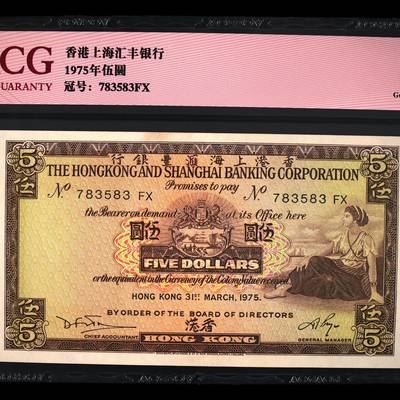 CG
UARANTY
香港上海汇丰银行
1975年伍圓
冠号：783583FX
Ge
5 5
行銀豐滙海上港香
THE HONGKONG AND SHANGHAI BANKING CORPORATION
Promises to pay
No 783583 FX No 783583 FX
the Bearer on demand at its Office here
圓 伍
FIVE DOLLARS
伍 伍
or the equivalent in the Currency of the Colony value received
HONG KONG 31ST MARCH, 1975.
BY ORDER OF THE BOARD OF DIRECTORS
港香
CHIEF ACCOUNTANT GENERAL MANAGER
5 HONG KONG 5